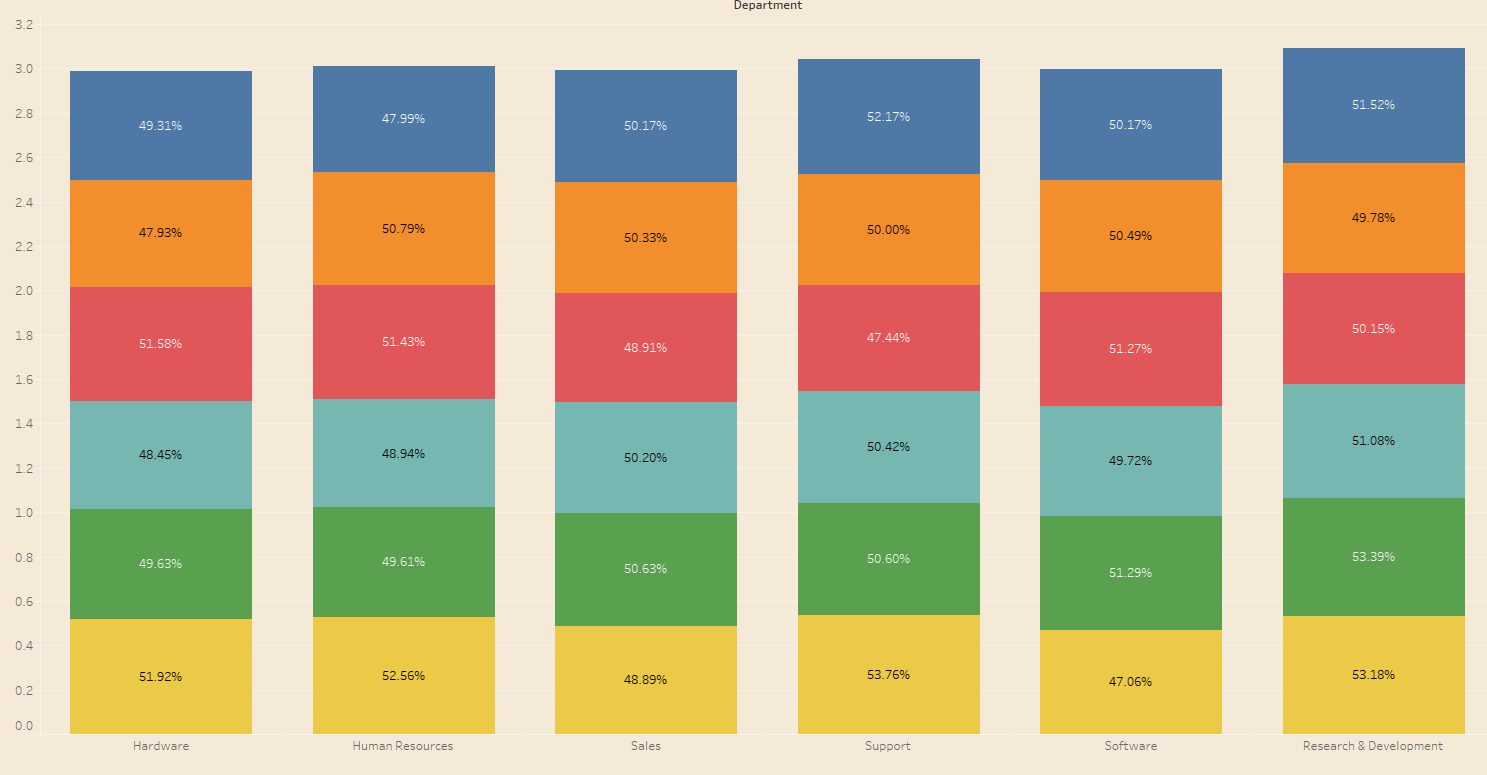 Department
3.2
3.0
2.8
2.6
2.4
2.2
2.0
1.8
1.6
1.4
1.2
1.0
0.8
0.6
0.4
0.2
0.0
49.31% 47.99% 50.17% 52.17% 50.17% 51.52%
47.93% 50.79% 50.33% 50.00% 50.49% 49.78%
51.58% 51.43% 48.91% 47.44% 51.27% 50.15%
48.45% 48.94% 50.20% 50.42% 49.72% 51.08%
49.63% 49.61% 50.63% 50.60% 51.29% 53.39%
51.92% 52.56% 48.89% 53.76% 47.06% 53.18%
Hardware Human Resources Sales Support Software Research & Development